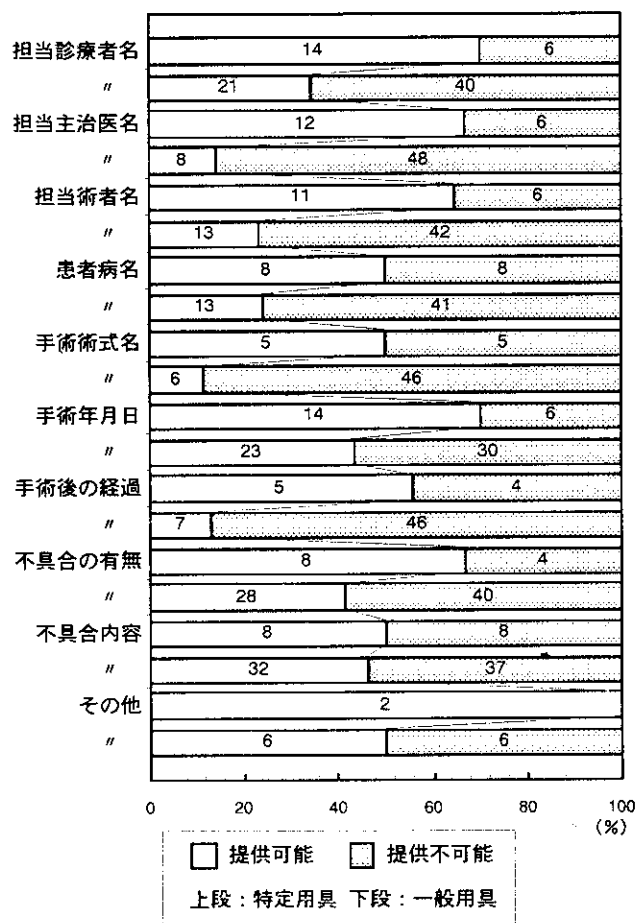 担当診療者名 14 6
〃 21 40
担当主治医名 12 6
〃 8 48
担当術者名 11 6
〃 13 42
患者病名 8 8
〃 13 41
手術術式名 5 5
〃 6 46
手術年月日 14 6
〃 23 30
手術後の経過 5 4
〃 7 46
不具合の有無 8 4
〃 28 40
不具合内容 8 8
〃 32 37
その他 2
〃 6 6
0 20 40 60 80 100
(%)
提供可能 提供不可能
上段：特定用具 下段：一般用具